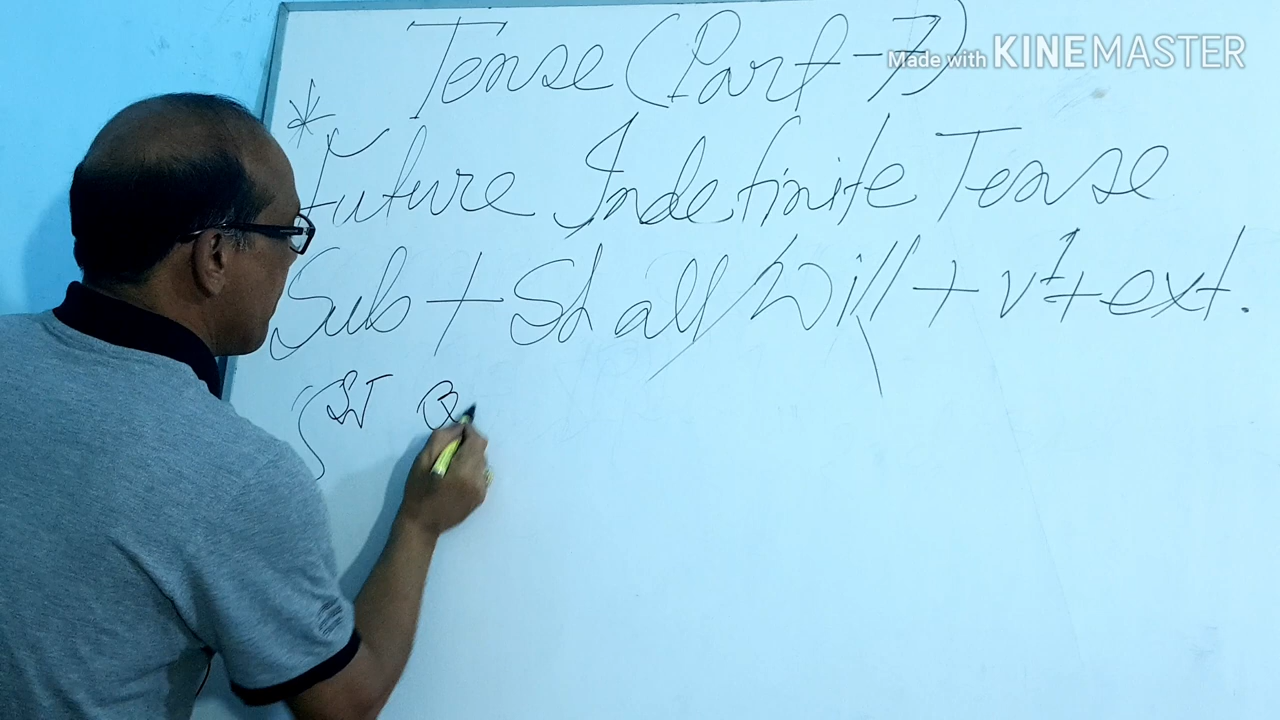 Tense (Part-7)
Made with KINEMASTER
* Future Indefinite Tense
Sub + Shall/Will + V1 + ext.